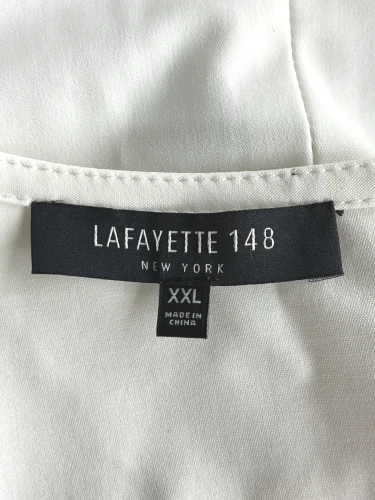 LAFAYETTE 148
NEW YORK
XXL
MADE IN
CHINA